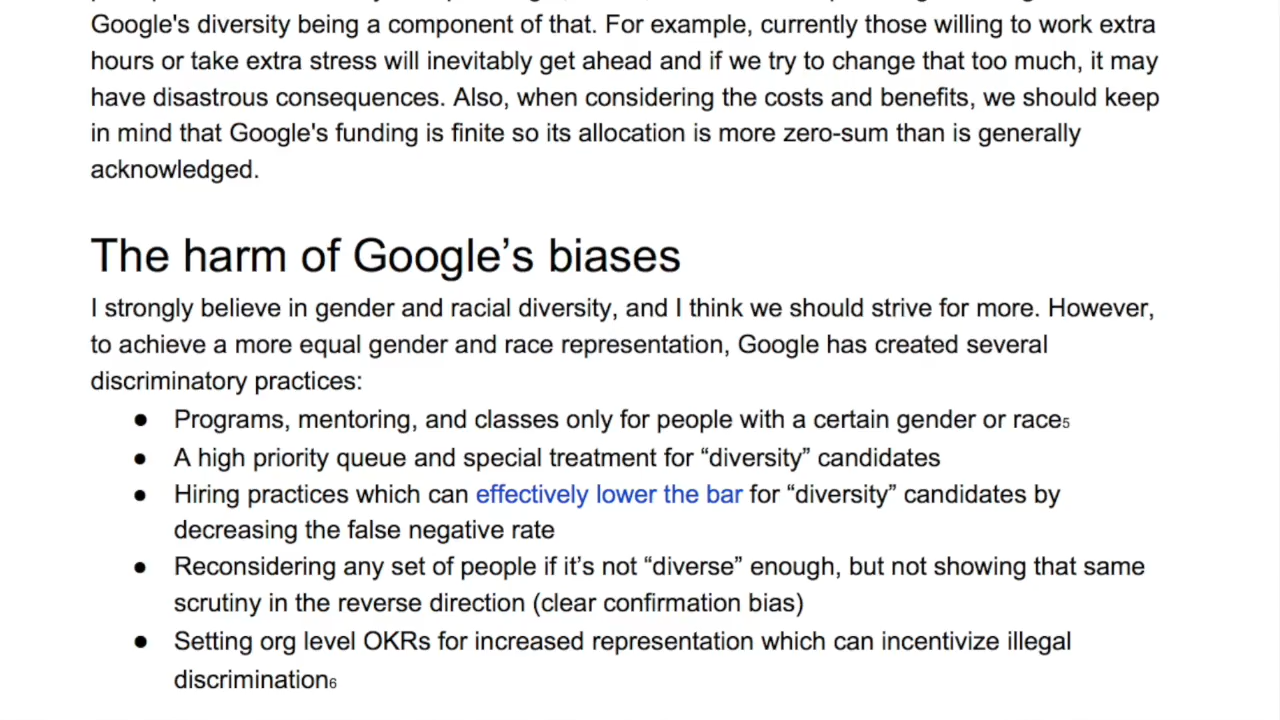 Google's diversity being a component of that. For example, currently those willing to work extra
hours or take extra stress will inevitably get ahead and if we try to change that too much, it may
have disastrous consequences. Also, when considering the costs and benefits, we should keep
in mind that Google's funding is finite so its allocation is more zero-sum than is generally
acknowledged.
The harm of Google’s biases
I strongly believe in gender and racial diversity, and I think we should strive for more. However,
to achieve a more equal gender and race representation, Google has created several
discriminatory practices:
● Programs, mentoring, and classes only for people with a certain gender or race5
● A high priority queue and special treatment for “diversity” candidates
● Hiring practices which can effectively lower the bar for “diversity” candidates by
decreasing the false negative rate
● Reconsidering any set of people if it’s not “diverse” enough, but not showing that same
scrutiny in the reverse direction (clear confirmation bias)
● Setting org level OKRs for increased representation which can incentivize illegal
discrimination6